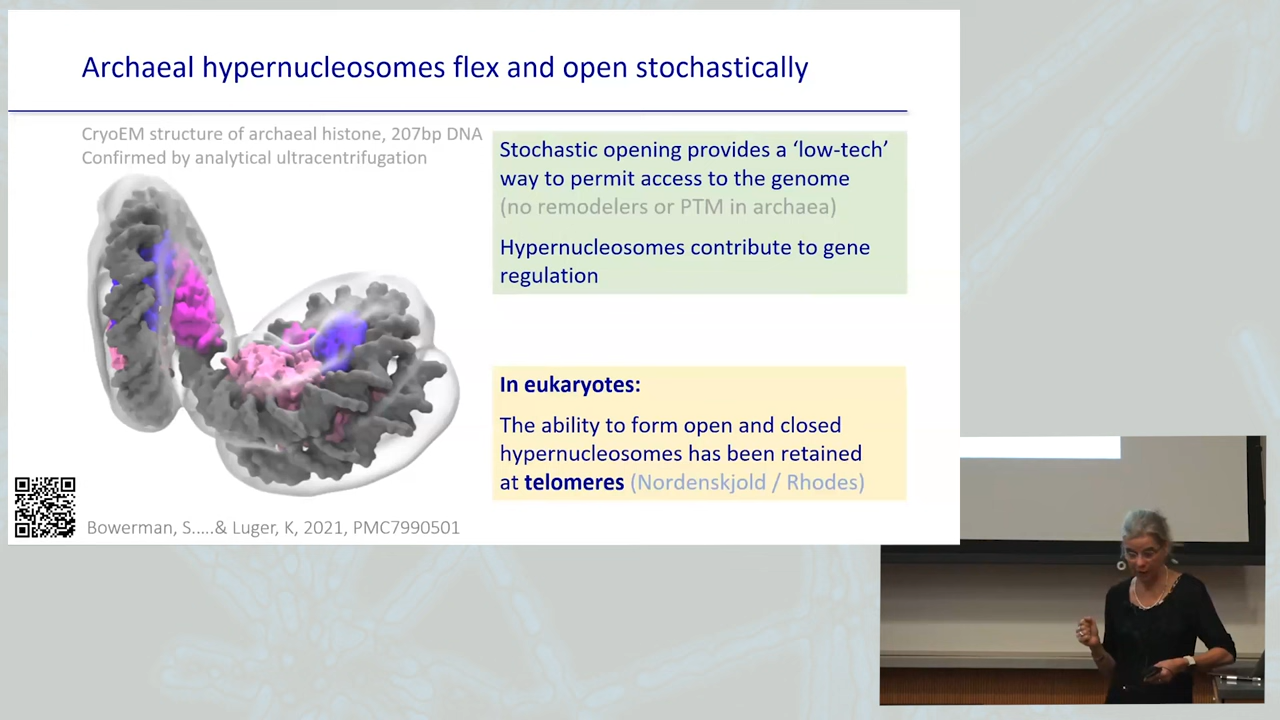 Archaeal hypernucleosomes flex and open stochastically
CryoEM structure of archaeal histone, 207bp DNA
Confirmed by analytical ultracentrifugation
Stochastic opening provides a ‘low-tech’
way to permit access to the genome
(no remodelers or PTM in archaea)
Hypernucleosomes contribute to gene
regulation
In eukaryotes:
The ability to form open and closed
hypernucleosomes has been retained
at telomeres (Nordenskjold / Rhodes)
Bowerman, S.....& Luger, K, 2021, PMC7990501